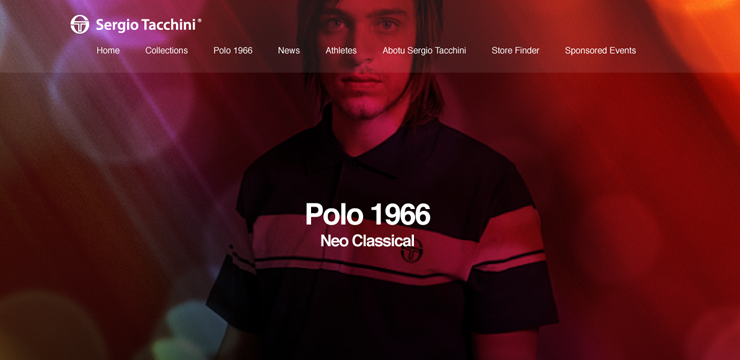 Sergio Tacchini®
Home Collections Polo 1966 News Athletes Abotu Sergio Tacchini Store Finder Sponsored Events
Polo 1966
Neo Classical